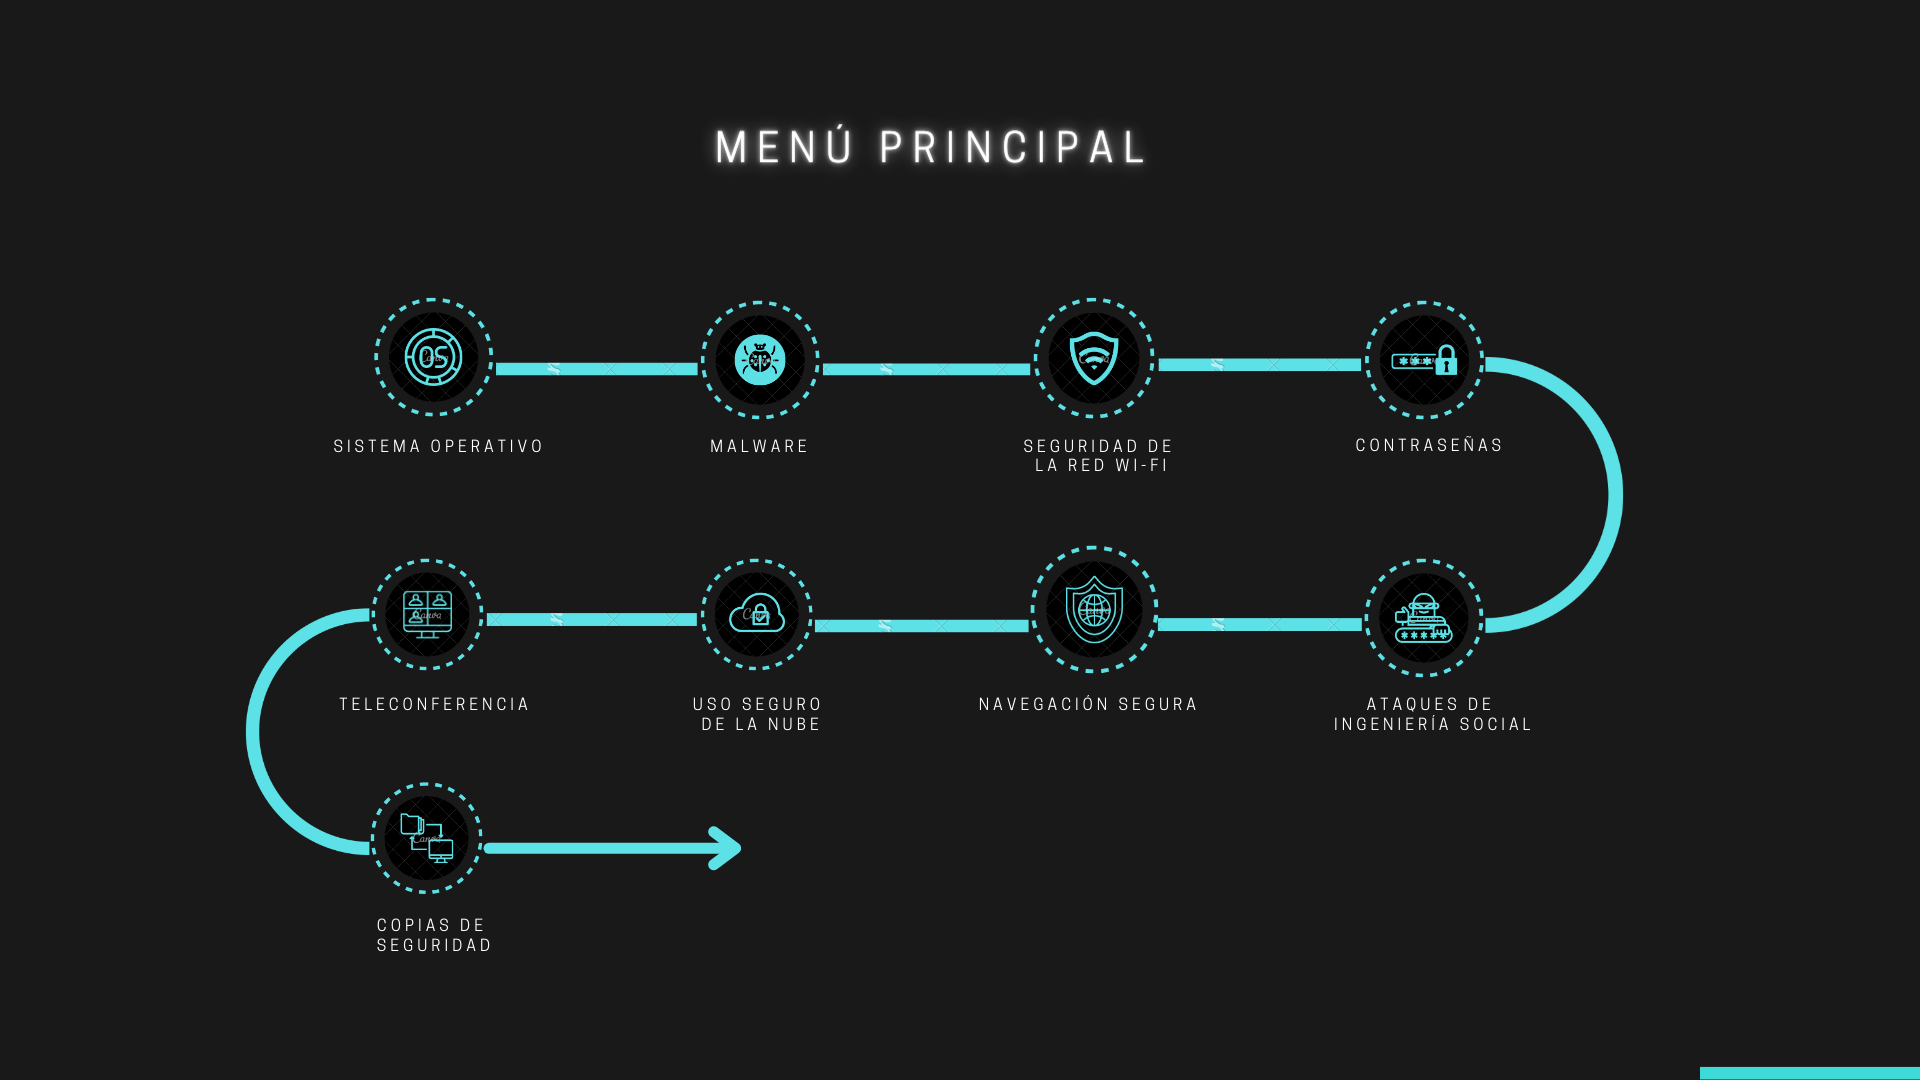 MENÚ PRINCIPAL
OS
SISTEMA OPERATIVO
MALWARE
SEGURIDAD DE
LA RED WI-FI
CONTRASEÑAS
TELECONFERENCIA
USO SEGURO
DE LA NUBE
NAVEGACIÓN SEGURA
ATAQUES DE
INGENIERÍA SOCIAL
COPIAS DE
SEGURIDAD